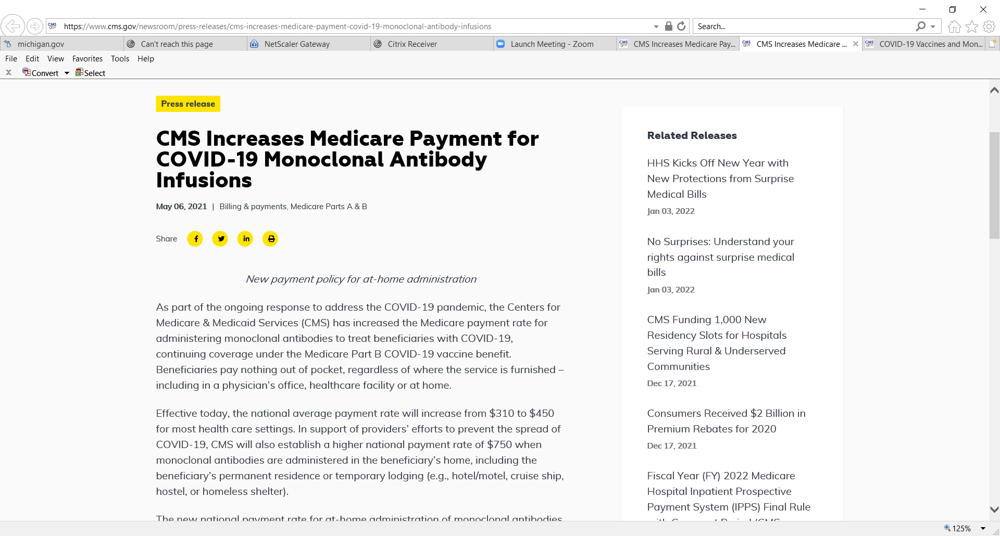 https://www.cms.gov/newsroom/press-releases/cms-increases-medicare-payment-covid-19-monoclonal-antibody-infusions
Search...
michigan.gov
Can't reach this page
NetScaler Gateway
Citrix Receiver
Launch Meeting - Zoom
CMS Increases Medicare Pay...
CMS Increases Medicare ...
COVID-19 Vaccines and Mon...
File Edit View Favorites Tools Help
x Convert Select
Press release
CMS Increases Medicare Payment for
COVID-19 Monoclonal Antibody
Infusions
May 06, 2021 | Billing & payments, Medicare Parts A & B
Share
New payment policy for at-home administration
As part of the ongoing response to address the COVID-19 pandemic, the Centers for
Medicare & Medicaid Services (CMS) has increased the Medicare payment rate for
administering monoclonal antibodies to treat beneficiaries with COVID-19,
continuing coverage under the Medicare Part B COVID-19 vaccine benefit.
Beneficiaries pay nothing out of pocket, regardless of where the service is furnished –
including in a physician's office, healthcare facility or at home.
Effective today, the national average payment rate will increase from $310 to $450
for most health care settings. In support of providers' efforts to prevent the spread of
COVID-19, CMS will also establish a higher national payment rate of $750 when
monoclonal antibodies are administered in the beneficiary's home, including the
beneficiary's permanent residence or temporary lodging (e.g., hotel/motel, cruise ship,
hostel, or homeless shelter).
The new national payment rate for at-home administration of monoclonal antibodies
Related Releases
HHS Kicks Off New Year with
New Protections from Surprise
Medical Bills
Jan 03, 2022
No Surprises: Understand your
rights against surprise medical
bills
Jan 03, 2022
CMS Funding 1,000 New
Residency Slots for Hospitals
Serving Rural & Underserved
Communities
Dec 17, 2021
Consumers Received $2 Billion in
Premium Rebates for 2020
Dec 17, 2021
Fiscal Year (FY) 2022 Medicare
Hospital Inpatient Prospective
Payment System (IPPS) Final Rule
125%